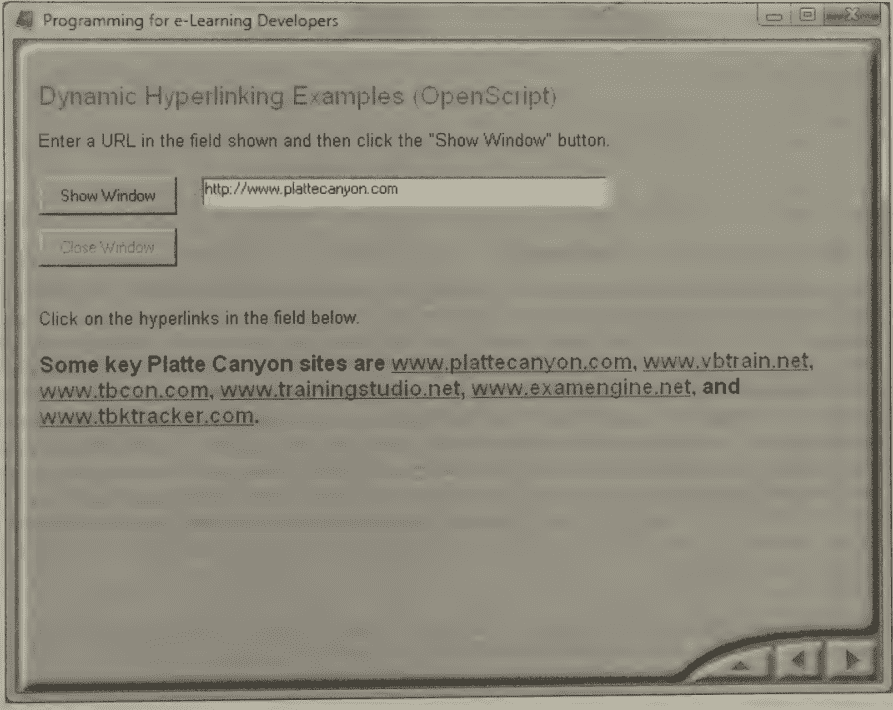 Programming for e-Learning Developers
Dynamic Hyperlinking Examples (OpenScript)
Enter a URL in the field shown and then click the "Show Window" button.
Show Window
http://www.plattecanyon.com
Close Window
Click on the hyperlinks in the field below.
Some key Platte Canyon sites are www.plattecanyon.com, www.vbtrain.net,
www.tbcon.com, www.trainingstudio.net, www.examengine.net, and
www.tbktracker.com.